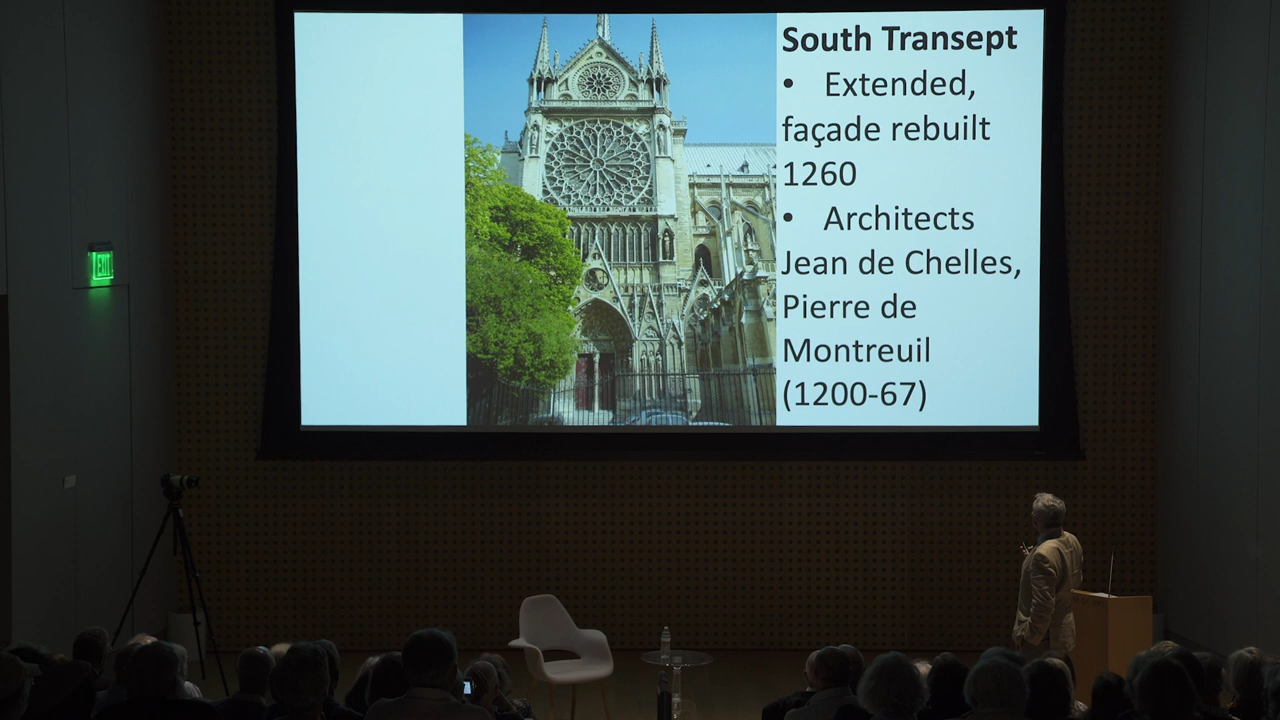 South Transept
• Extended,
façade rebuilt
1260
• Architects
Jean de Chelles,
Pierre de
Montreuil
(1200-67)
EXIT